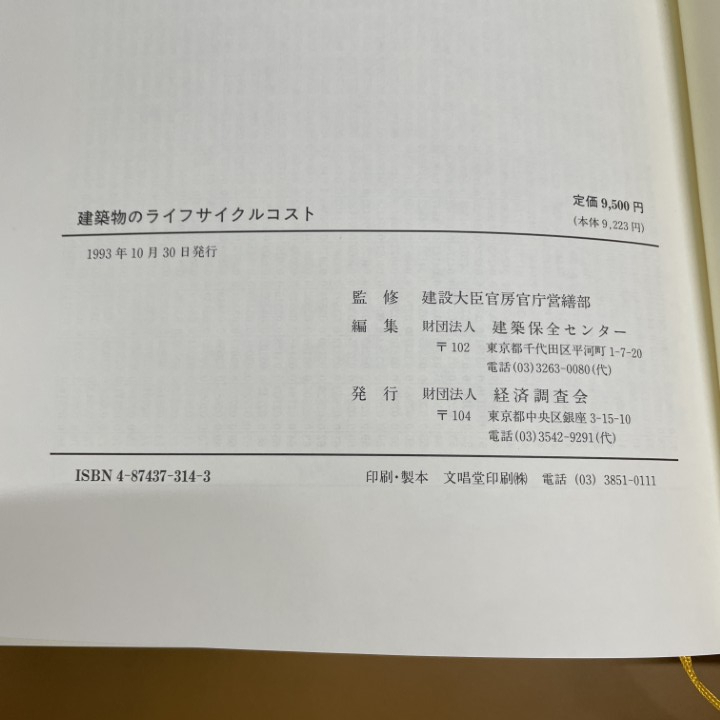 建築物のライフサイクルコスト
定価 9,500 円
(本体 9,223 円)
1993 年 10 月 30 日発行
監 修 建設大臣官房官庁営繕部
編 集 財団法人 建築保全センター
〒 102 東京都千代田区平河町 1-7-20
電話(03)3263-0080(代)
発 行 財団法人 経済調査会
〒 104 東京都中央区銀座 3-15-10
電話(03)3542-9291(代)
ISBN 4-87437-314-3
印刷・製本 文唱堂印刷㈱ 電話 (03) 3851-0111